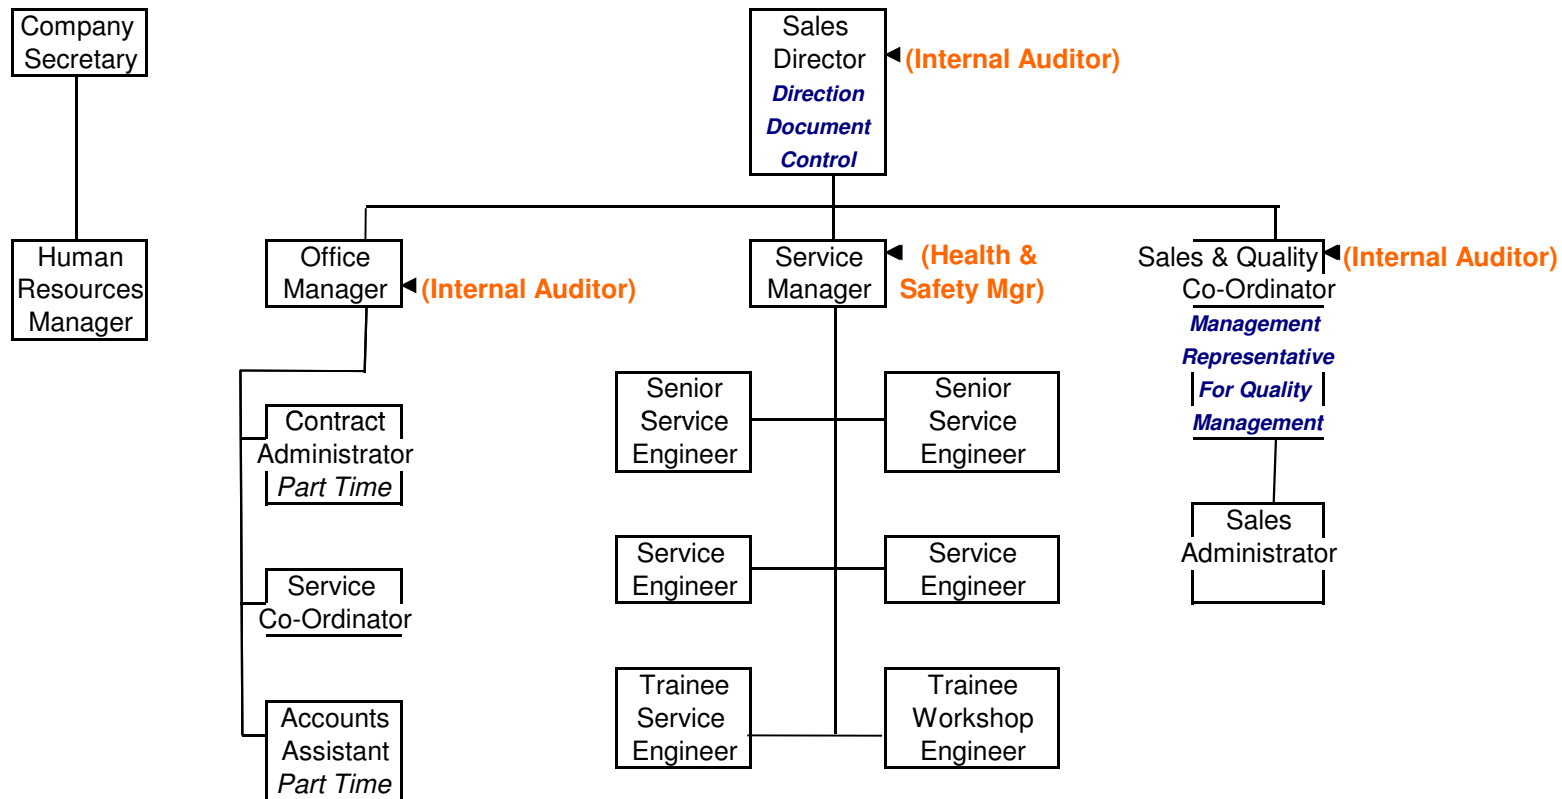 Company
Secretary
Sales
Director
Direction
Document
Control
(Internal Auditor)
Human
Resources
Manager
Office
Manager
(Internal Auditor)
Service
Manager
(Health &
Safety Mgr)
Sales & Quality
Co-Ordinator
Management
Representative
For Quality
Management
(Internal Auditor)
Contract
Administrator
Part Time
Service
Co-Ordinator
Accounts
Assistant
Part Time
Senior
Service
Engineer
Senior
Service
Engineer
Service
Engineer
Service
Engineer
Trainee
Service
Engineer
Trainee
Workshop
Engineer
Sales
Administrator